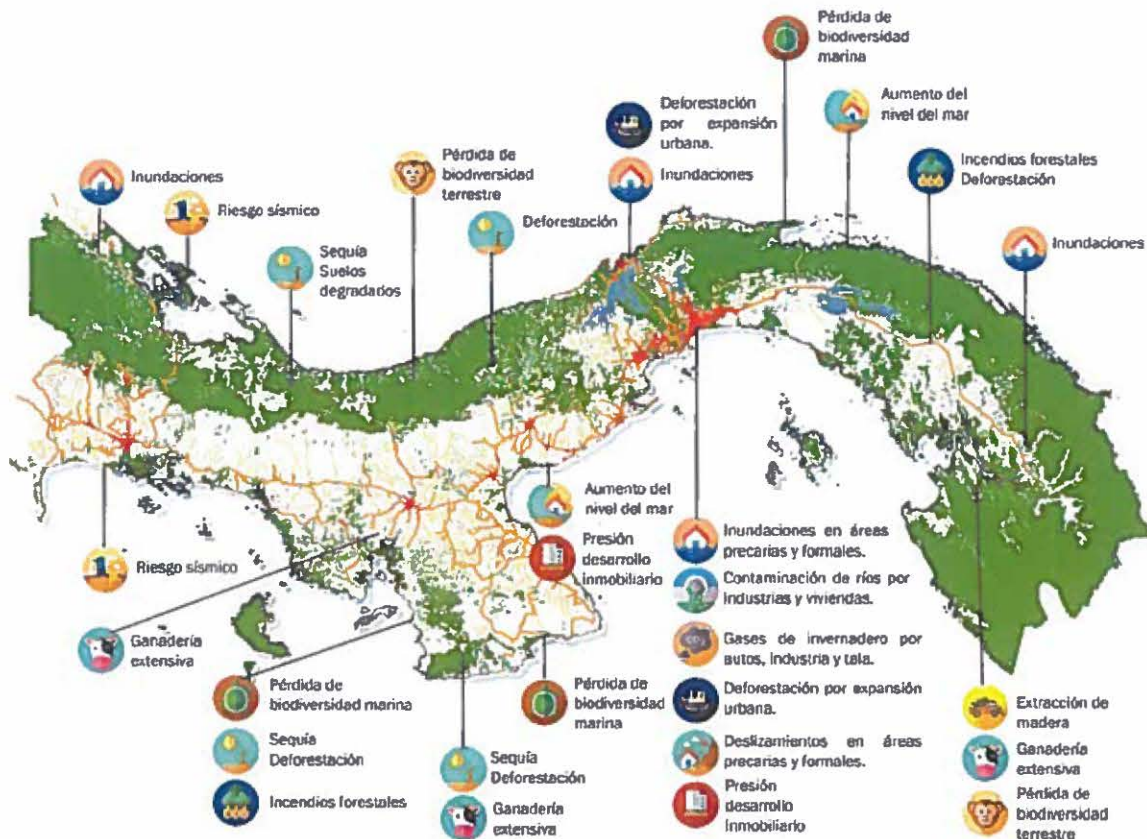 Pérdida de
biodiversidad
marina
Aumento del
nivel del mar
Deforestación
por expansión
urbana.
Inundaciones
Incendios forestales
Deforestación
Inundaciones
Pérdida de
biodiversidad
terrestre
Deforestación
Inundaciones
Riesgo sísmico
Sequía
Suelos
degradados
Riesgo sísmico
Ganadería
extensiva
Pérdida de
biodiversidad marina
Sequía
Deforestación
Incendios forestales
Aumento del
nivel del mar
Presión
desarrollo
inmobiliario
Pérdida de
biodiversidad
marina
Sequía
Deforestación
Ganadería
extensiva
Inundaciones en áreas
precarias y formales.
Contaminación de ríos por
industrias y viviendas.
CO₂
Gases de invernadero por
autos, industria y tala.
Deforestación por expansión
urbana.
Deslizamientos en áreas
precarias y formales.
Presión
desarrollo
inmobiliario
Extracción de
madera
Ganadería
extensiva
Pérdida de
biodiversidad
terrestre